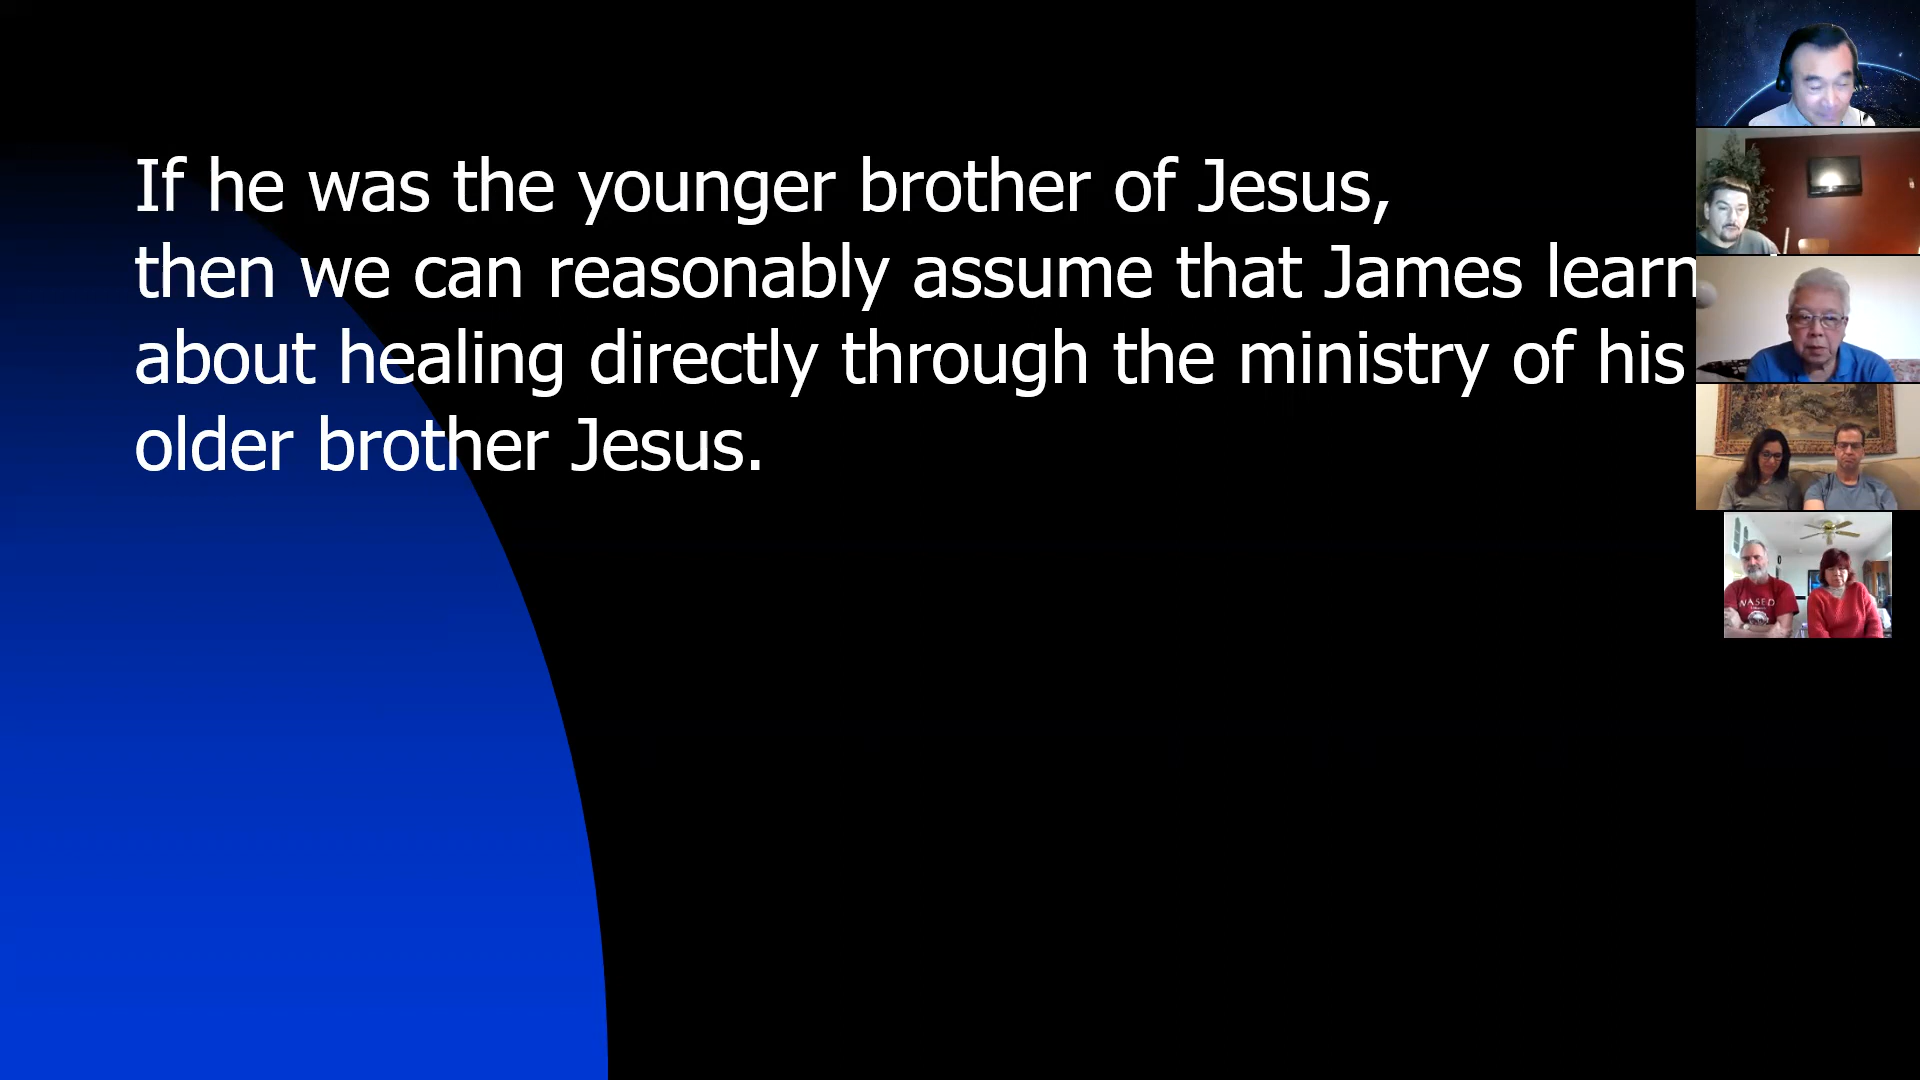 If he was the younger brother of Jesus,
then we can reasonably assume that James learn
about healing directly through the ministry of his
older brother Jesus.
NASED